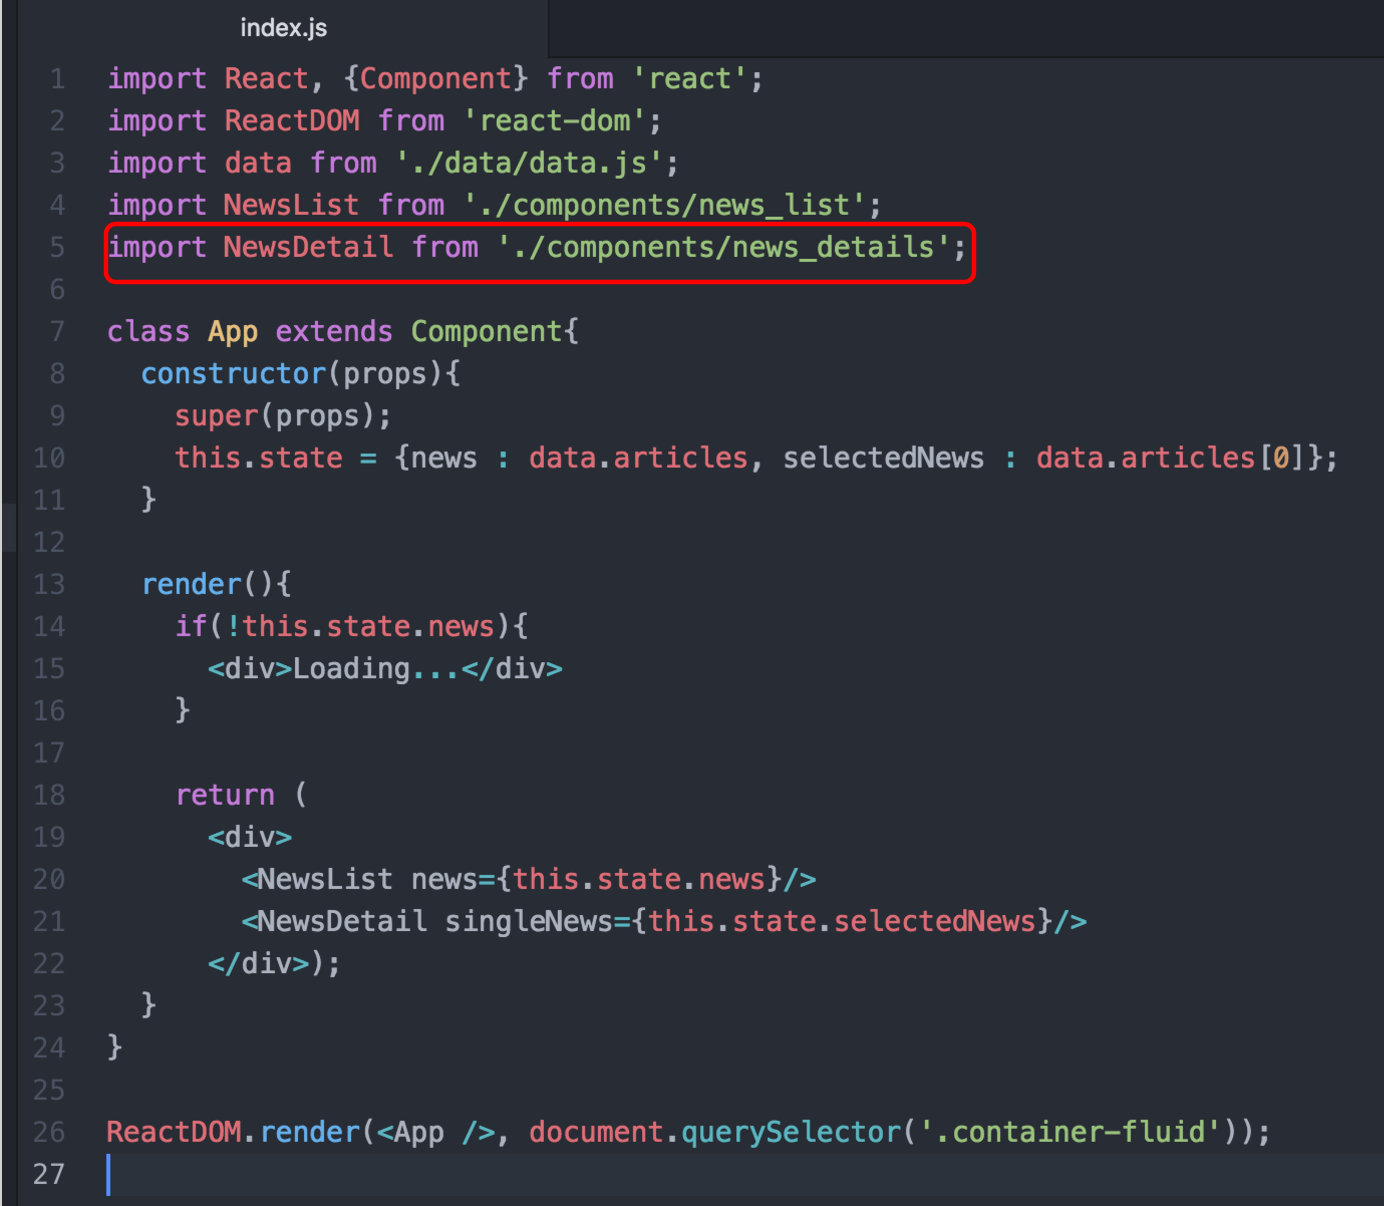 index.js
1 import React, {Component} from 'react';
2 import ReactDOM from 'react-dom';
3 import data from './data/data.js';
4 import NewsList from './components/news_list';
5 import NewsDetail from './components/news_details';
6
7 class App extends Component{
8   constructor(props){
9     super(props);
10     this.state = {news : data.articles, selectedNews : data.articles[0]};
11   }
12
13   render(){
14     if(!this.state.news){
15       <div>Loading...</div>
16     }
17
18     return (
19       <div>
20         <NewsList news={this.state.news}/>
21         <NewsDetail singleNews={this.state.selectedNews}/>
22       </div>);
23   }
24 }
25
26 ReactDOM.render(<App />, document.querySelector('.container-fluid'));
27